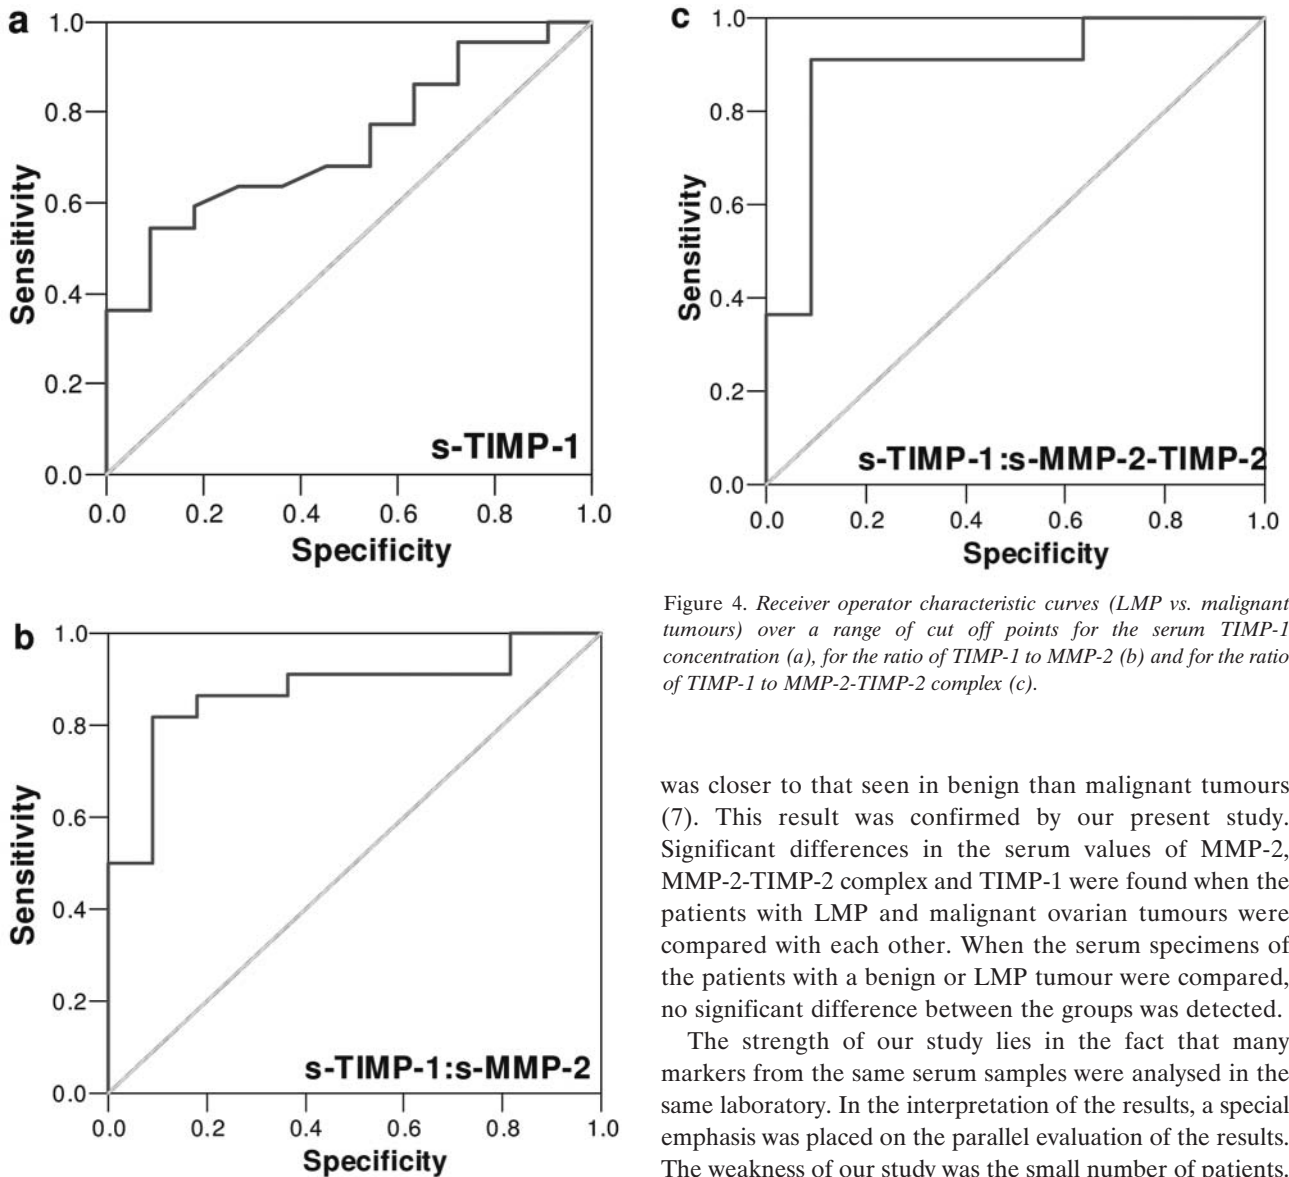 a
1.0
0.8
0.6
0.4
0.2
0.0
Sensitivity
s-TIMP-1
0.0 0.2 0.4 0.6 0.8 1.0
Specificity
b
1.0
0.8
0.6
0.4
0.2
0.0
Sensitivity
s-TIMP-1:s-MMP-2
0.0 0.2 0.4 0.6 0.8 1.0
Specificity
c
1.0
0.8
0.6
0.4
0.2
0.0
Sensitivity
s-TIMP-1:s-MMP-2-TIMP-2
0.0 0.2 0.4 0.6 0.8 1.0
Specificity
Figure 4. Receiver operator characteristic curves (LMP vs. malignant
tumours) over a range of cut off points for the serum TIMP-1
concentration (a), for the ratio of TIMP-1 to MMP-2 (b) and for the ratio
of TIMP-1 to MMP-2-TIMP-2 complex (c).
was closer to that seen in benign than malignant tumours
(7). This result was confirmed by our present study.
Significant differences in the serum values of MMP-2,
MMP-2-TIMP-2 complex and TIMP-1 were found when the
patients with LMP and malignant ovarian tumours were
compared with each other. When the serum specimens of
the patients with a benign or LMP tumour were compared,
no significant difference between the groups was detected.
The strength of our study lies in the fact that many
markers from the same serum samples were analysed in the
same laboratory. In the interpretation of the results, a special
emphasis was placed on the parallel evaluation of the results.
The weakness of our study was the small number of patients.